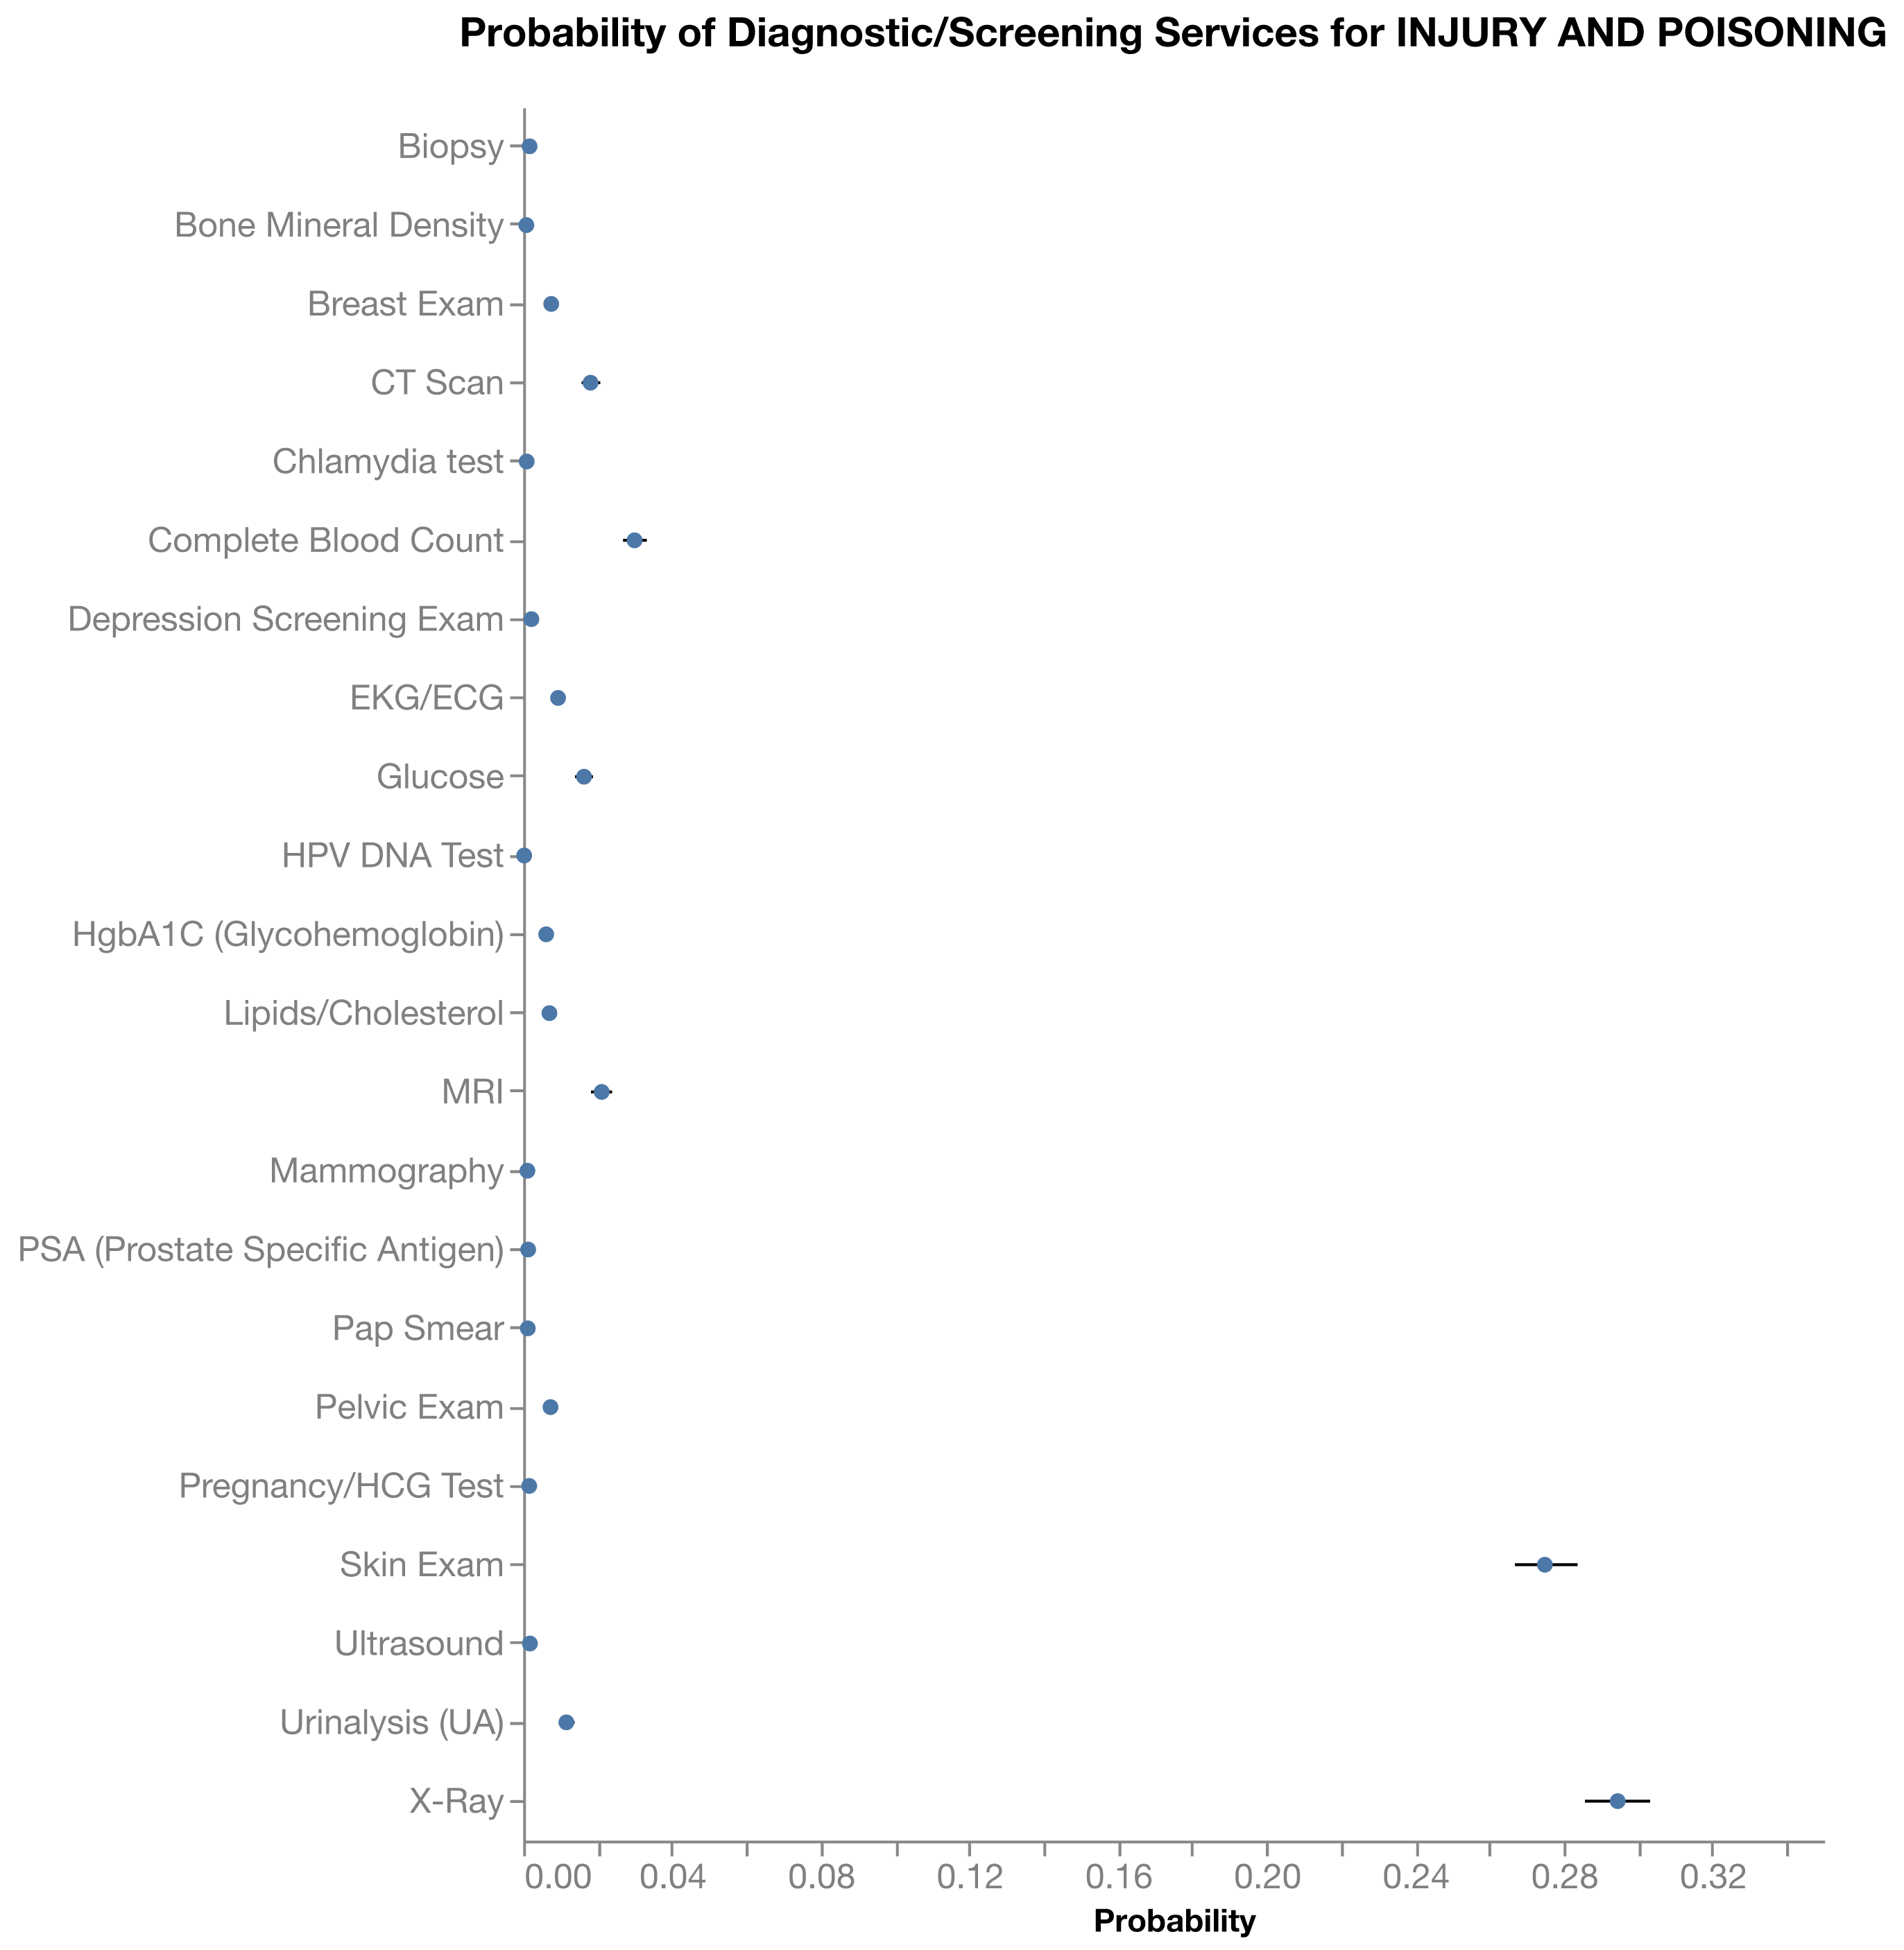 Probability of Diagnostic/Screening Services for INJURY AND POISONING
Biopsy
Bone Mineral Density
Breast Exam
CT Scan
Chlamydia test
Complete Blood Count
Depression Screening Exam
EKG/ECG
Glucose
HPV DNA Test
HgbA1C (Glycohemoglobin)
Lipids/Cholesterol
MRI
Mammography
PSA (Prostate Specific Antigen)
Pap Smear
Pelvic Exam
Pregnancy/HCG Test
Skin Exam
Ultrasound
Urinalysis (UA)
X-Ray
0.00 0.04 0.08 0.12 0.16 0.20 0.24 0.28 0.32
Probability